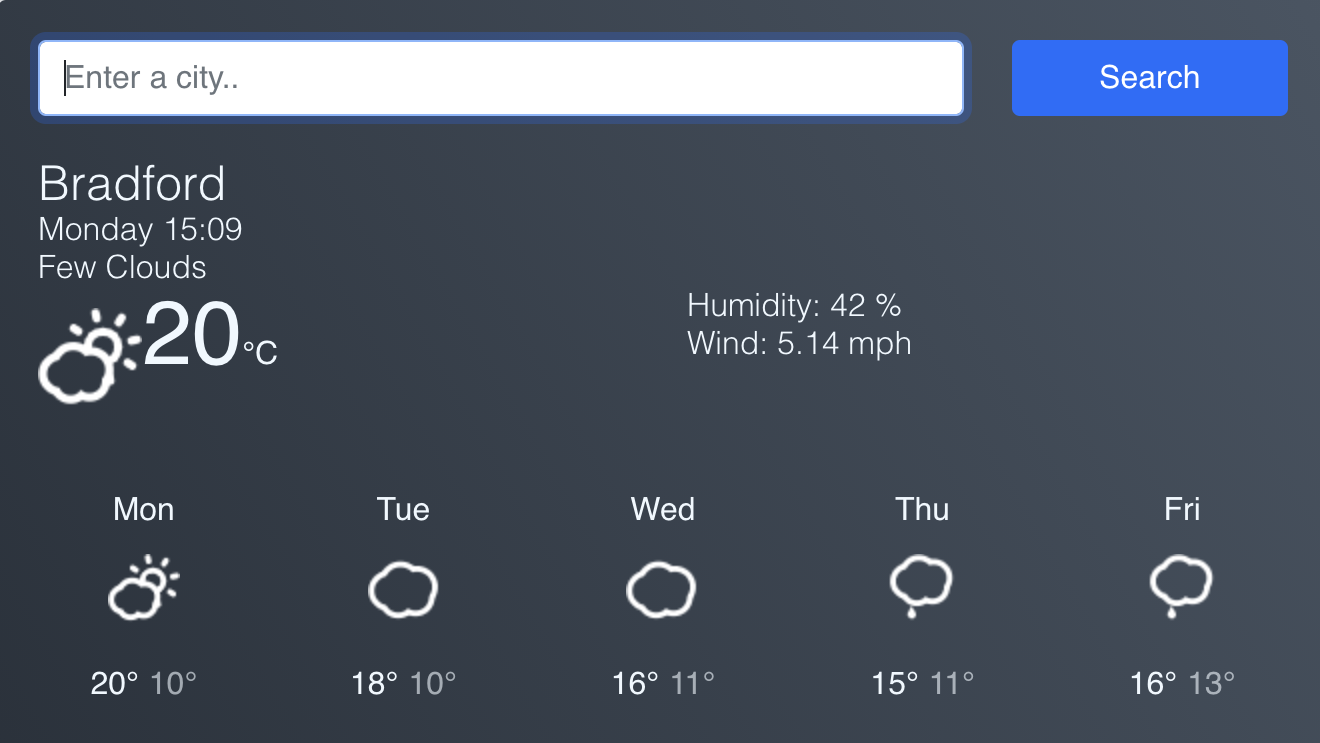 Enter a city..
Search
Bradford
Monday 15:09
Few Clouds
20°C
Humidity: 42 %
Wind: 5.14 mph
Mon Tue Wed Thu Fri
20° 10° 18° 10° 16° 11° 15° 11° 16° 13°